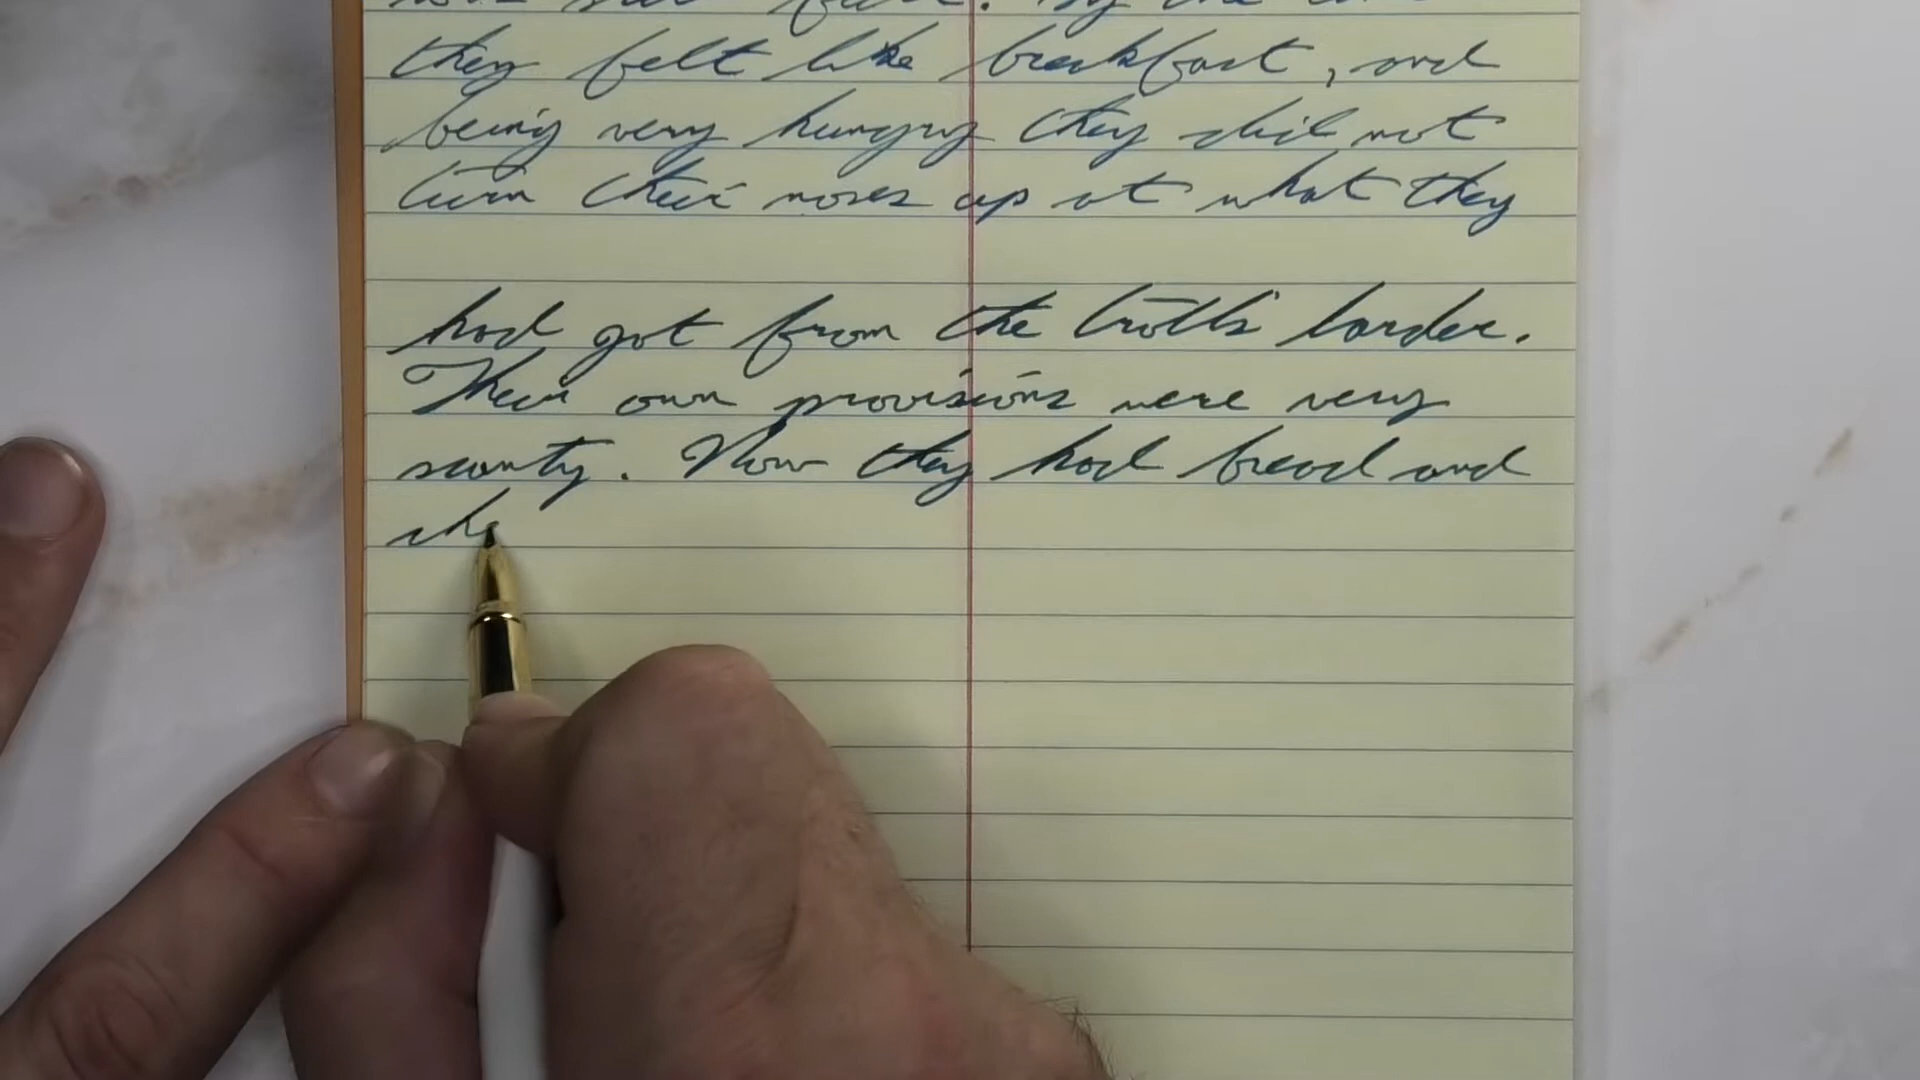 they felt like breakfast, and
being very hungry they did not
turn their noses up at what they
had got from the trolls' larder.
Their own provisions were very
scanty. Now they had bread and
che